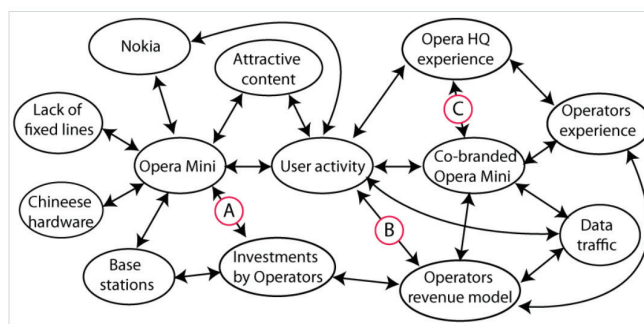 Nokia
Attractive
content
Opera HQ
experience
Lack of
fixed lines
Operators
experience
C
Opera Mini
User activity
Co-branded
Opera Mini
Chineese
hardware
A
B
Data
traffic
Base
stations
Investments
by Operators
Operators
revenue model